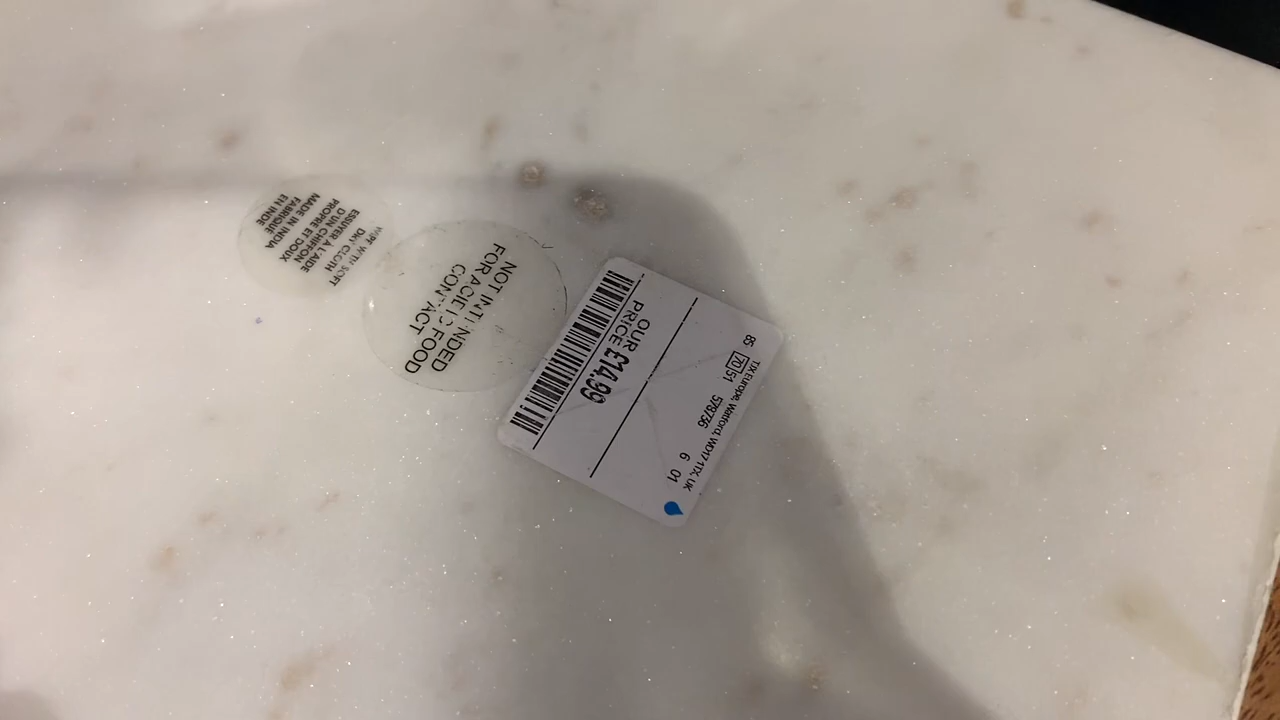 WIPE WITH SOFT
DRY CLOTH
ESSUYER A L'AIDE
D'UN CHIFFON
PROPRE ET DOUX
MADE IN INDIA
FABRIQUE
EN INDE
NOT INTENDED
FOR ACIDIC FOOD
CONTACT
TJX Europe, Watford, WD17 1TX, UK
85 70 51 578736 6 01
OUR
PRICE £14.99